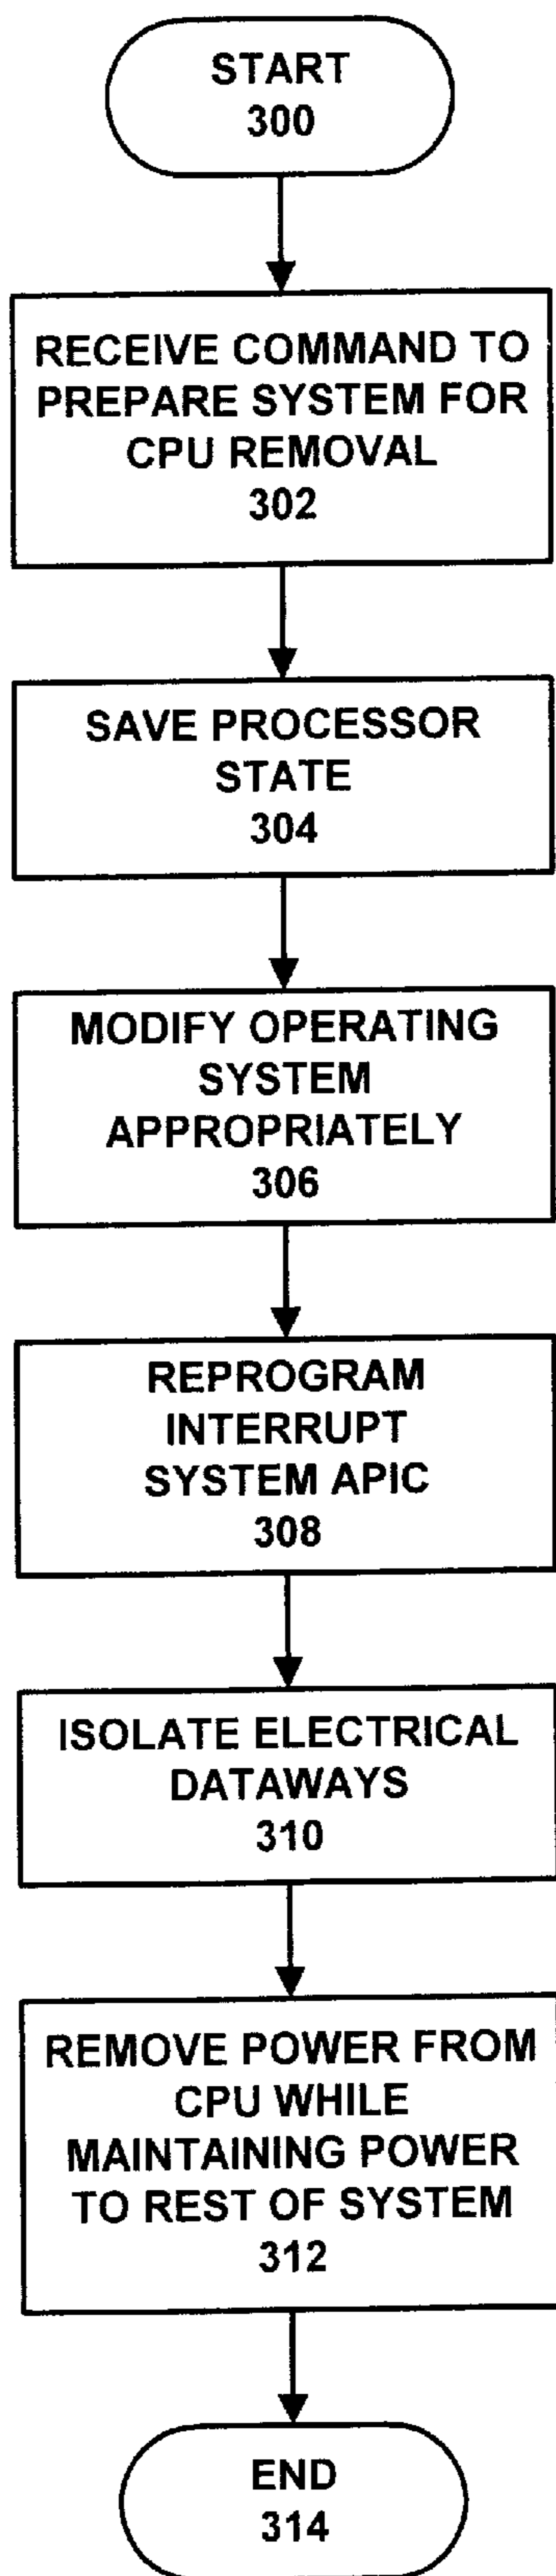 START
300
RECEIVE COMMAND TO
PREPARE SYSTEM FOR
CPU REMOVAL
302
SAVE PROCESSOR
STATE
304
MODIFY OPERATING
SYSTEM
APPROPRIATELY
306
REPROGRAM
INTERRUPT
SYSTEM APIC
308
ISOLATE ELECTRICAL
DATAWAYS
310
REMOVE POWER FROM
CPU WHILE
MAINTAINING POWER
TO REST OF SYSTEM
312
END
314